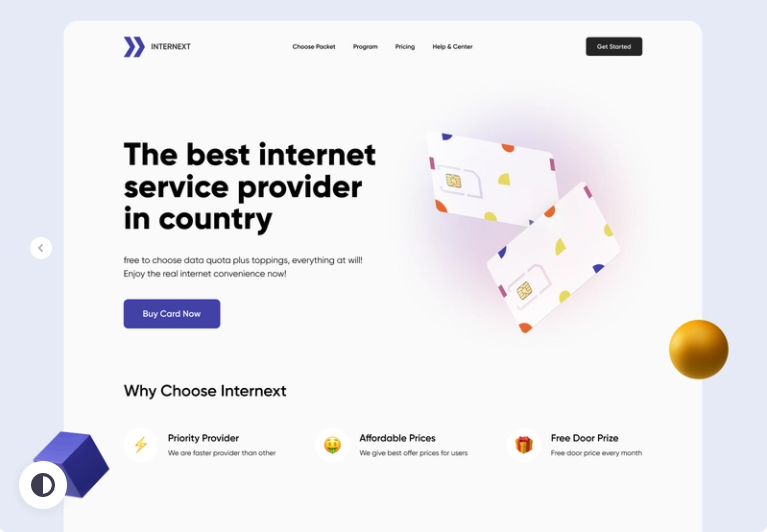 INTERNEXT
Choose Packet
Program
Pricing
Help & Center
Get Started
The best internet
service provider
in country
free to choose data quota plus toppings, everything at will!
Enjoy the real internet convenience now!
Buy Card Now
Why Choose Internext
Priority Provider
We are faster provider than other
Affordable Prices
We give best offer prices for users
Free Door Prize
Free door prize every month